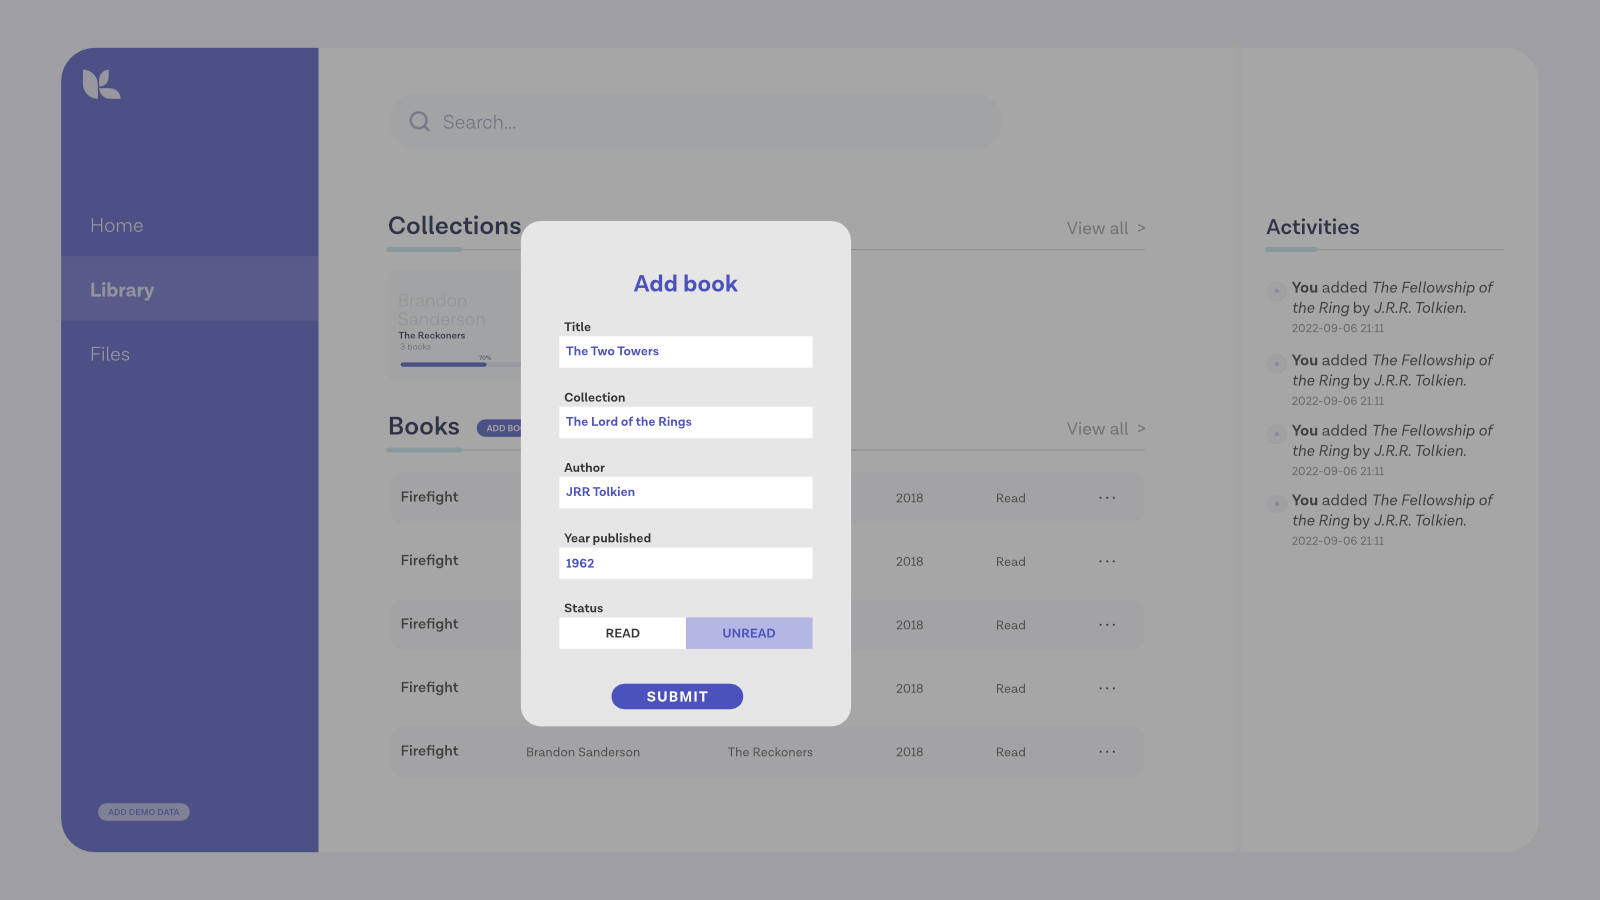 Search...
Home
Library
Files
ADD DEMO DATA
Collections
View all >
Brandon
Sanderson
The Reckoners
3 books
70%
Books
View all >
Firefight 2018 Read ...
Firefight 2018 Read ...
Firefight 2018 Read ...
Firefight 2018 Read ...
Firefight Brandon Sanderson The Reckoners 2018 Read ...
Add book
Title
The Two Towers
Collection
The Lord of the Rings
Author
JRR Tolkien
Year published
1962
Status
READ UNREAD
SUBMIT
Activities
You added The Fellowship of
the Ring by J.R.R. Tolkien.
2022-09-06 21:11
You added The Fellowship of
the Ring by J.R.R. Tolkien.
2022-09-06 21:11
You added The Fellowship of
the Ring by J.R.R. Tolkien.
2022-09-06 21:11
You added The Fellowship of
the Ring by J.R.R. Tolkien.
2022-09-06 21:11